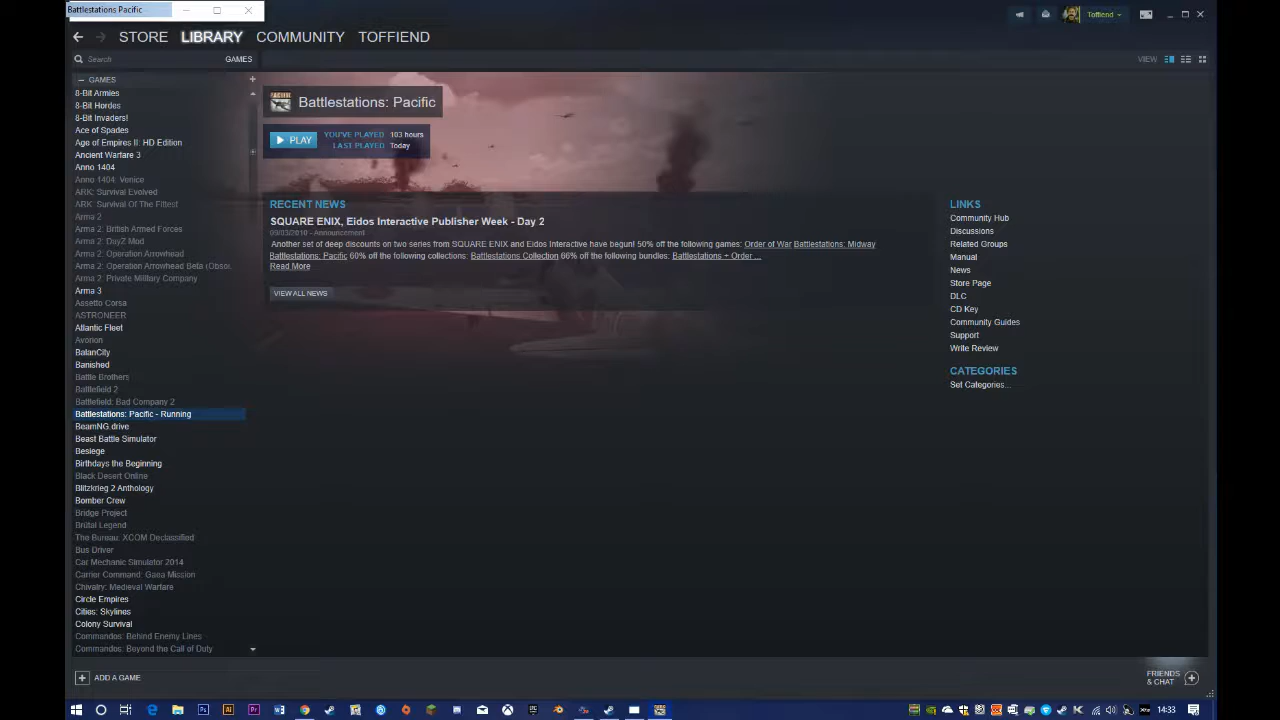 Battlestations Pacific
Toffiend
STORE LIBRARY COMMUNITY TOFFIEND
Search GAMES VIEW
GAMES
8-Bit Armies
8-Bit Hordes
8-Bit Invaders!
Ace of Spades
Age of Empires II: HD Edition
Ancient Warfare 3
Anno 1404
Anno 1404: Venice
ARK: Survival Evolved
ARK: Survival Of The Fittest
Arma 2
Arma 2: British Armed Forces
Arma 2: DayZ Mod
Arma 2: Operation Arrowhead
Arma 2: Operation Arrowhead Beta (Obsol
Arma 2: Private Military Company
Arma 3
Assetto Corsa
ASTRONEER
Atlantic Fleet
Avorion
BalanCity
Banished
Battle Brothers
Battlefield 2
Battlefield: Bad Company 2
Battlestations: Pacific - Running
BeamNG.drive
Beast Battle Simulator
Besiege
Birthdays the Beginning
Black Desert Online
Blitzkrieg 2 Anthology
Bomber Crew
Bridge Project
Brütal Legend
The Bureau: XCOM Declassified
Bus Driver
Car Mechanic Simulator 2014
Carrier Command: Gaea Mission
Chivalry: Medieval Warfare
Circle Empires
Cities: Skylines
Colony Survival
Commandos: Behind Enemy Lines
Commandos: Beyond the Call of Duty
Battlestations: Pacific
PLAY YOU'VE PLAYED 103 hours
LAST PLAYED Today
RECENT NEWS
SQUARE ENIX, Eidos Interactive Publisher Week - Day 2
09/03/2010 - Announcement
Another set of deep discounts on two series from SQUARE ENIX and Eidos Interactive have begun! 50% off the following games: Order of War Battlestations: Midway
Battlestations: Pacific 60% off the following collections: Battlestations Collection 66% off the following bundles: Battlestations + Order ...
Read More
VIEW ALL NEWS
LINKS
Community Hub
Discussions
Related Groups
Manual
News
Store Page
DLC
CD Key
Community Guides
Support
Write Review
CATEGORIES
Set Categories...
ADD A GAME
FRIENDS
& CHAT
14:33